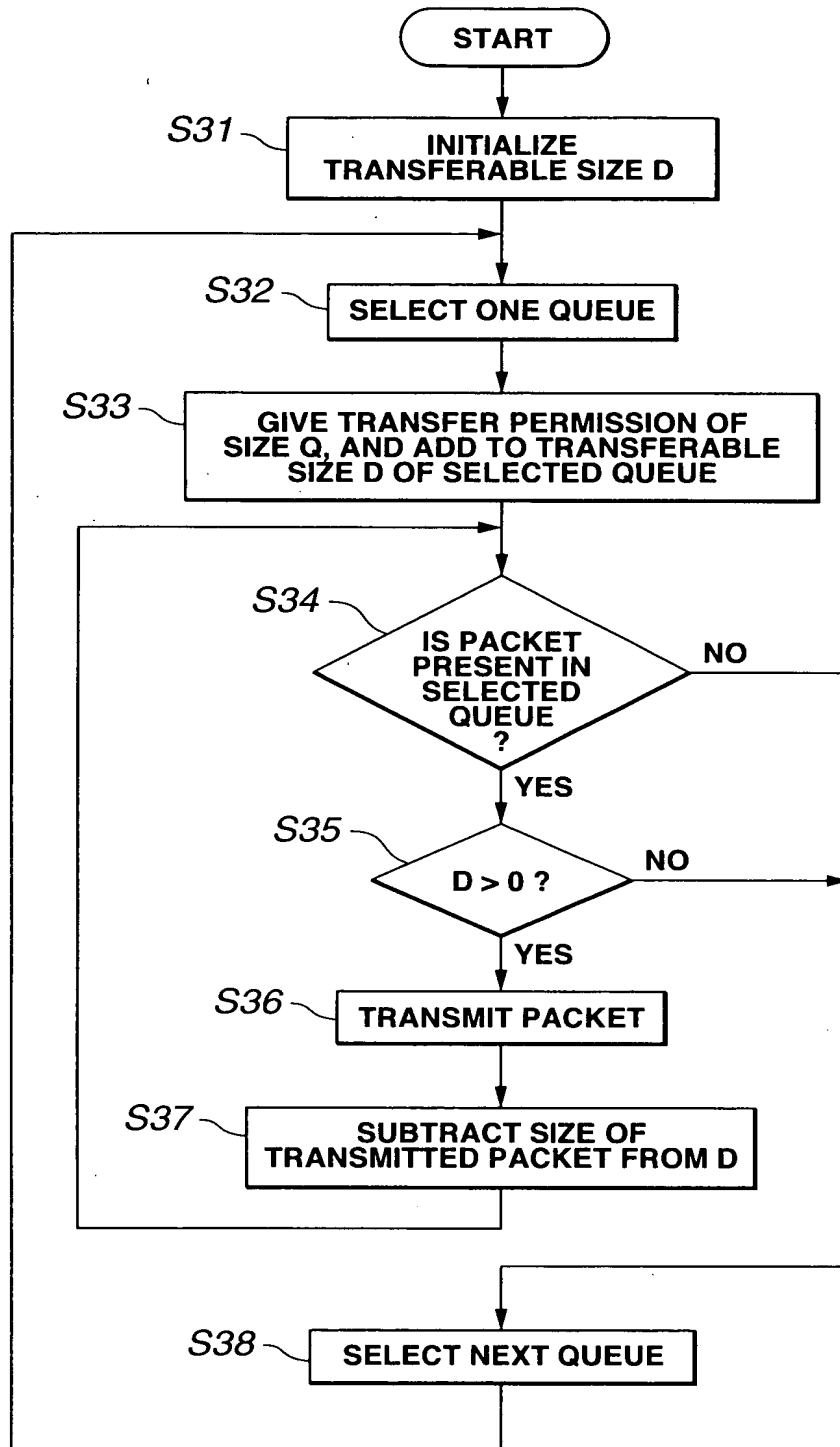 START
S31
INITIALIZE
TRANSFERABLE SIZE D
S32
SELECT ONE QUEUE
S33
GIVE TRANSFER PERMISSION OF
SIZE Q, AND ADD TO TRANSFERABLE
SIZE D OF SELECTED QUEUE
S34
IS PACKET
PRESENT IN
SELECTED
QUEUE
?
NO
YES
S35
D > 0 ?
NO
YES
S36
TRANSMIT PACKET
S37
SUBTRACT SIZE OF
TRANSMITTED PACKET FROM D
S38
SELECT NEXT QUEUE